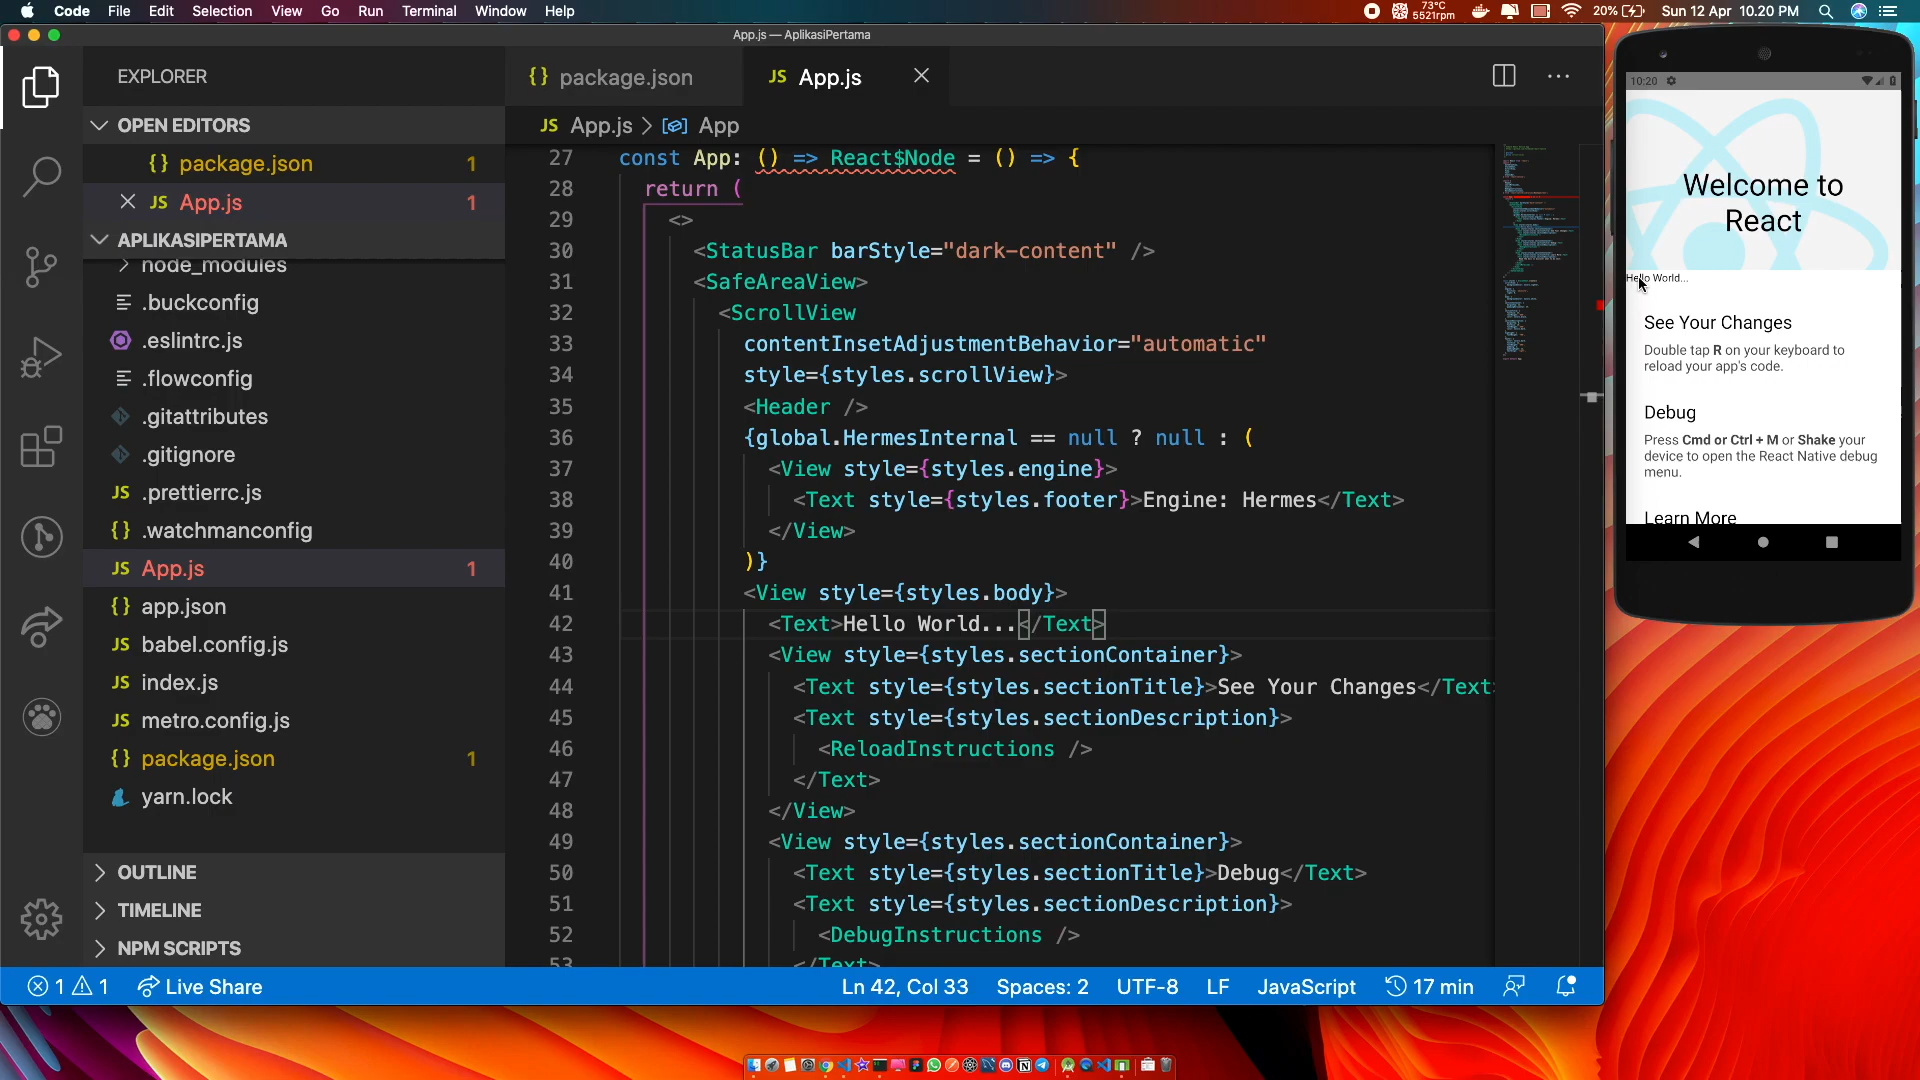 Code File Edit Selection View Go Run Terminal Window Help
73°C
5521rpm
20%
Sun 12 Apr 10.20 PM
App.js — AplikasiPertama
EXPLORER
OPEN EDITORS
{} package.json 1
JS App.js 1
APLIKASIPERTAMA
node_modules
.buckconfig
.eslintrc.js
.flowconfig
.gitattributes
.gitignore
JS .prettierrc.js
{} .watchmanconfig
JS App.js 1
{} app.json
JS babel.config.js
JS index.js
JS metro.config.js
{} package.json 1
yarn.lock
OUTLINE
TIMELINE
NPM SCRIPTS
{} package.json
JS App.js
JS App.js > App
27 const App: () => React$Node = () => {
28 return (
29 <>
30 <StatusBar barStyle="dark-content" />
31 <SafeAreaView>
32 <ScrollView
33 contentInsetAdjustmentBehavior="automatic"
34 style={styles.scrollView}>
35 <Header />
36 {global.HermesInternal == null ? null : (
37 <View style={styles.engine}>
38 <Text style={styles.footer}>Engine: Hermes</Text>
39 </View>
40 )}
41 <View style={styles.body}>
42 <Text>Hello World...</Text>
43 <View style={styles.sectionContainer}>
44 <Text style={styles.sectionTitle}>See Your Changes</Text>
45 <Text style={styles.sectionDescription}>
46 <ReloadInstructions />
47 </Text>
48 </View>
49 <View style={styles.sectionContainer}>
50 <Text style={styles.sectionTitle}>Debug</Text>
51 <Text style={styles.sectionDescription}>
52 <DebugInstructions />
53 </Text>
1 1 Live Share
Ln 42, Col 33 Spaces: 2 UTF-8 LF JavaScript 17 min
10:20
Welcome to
React
Hello World...
See Your Changes
Double tap R on your keyboard to
reload your app's code.
Debug
Press Cmd or Ctrl + M or Shake your
device to open the React Native debug
menu.
Learn More